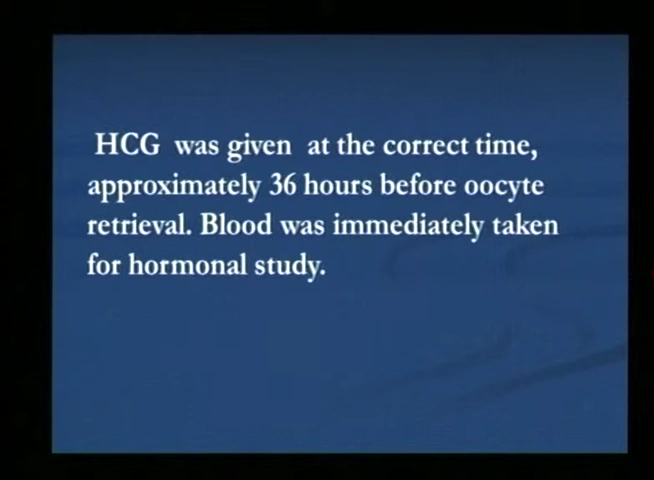 HCG was given at the correct time,
approximately 36 hours before oocyte
retrieval. Blood was immediately taken
for hormonal study.